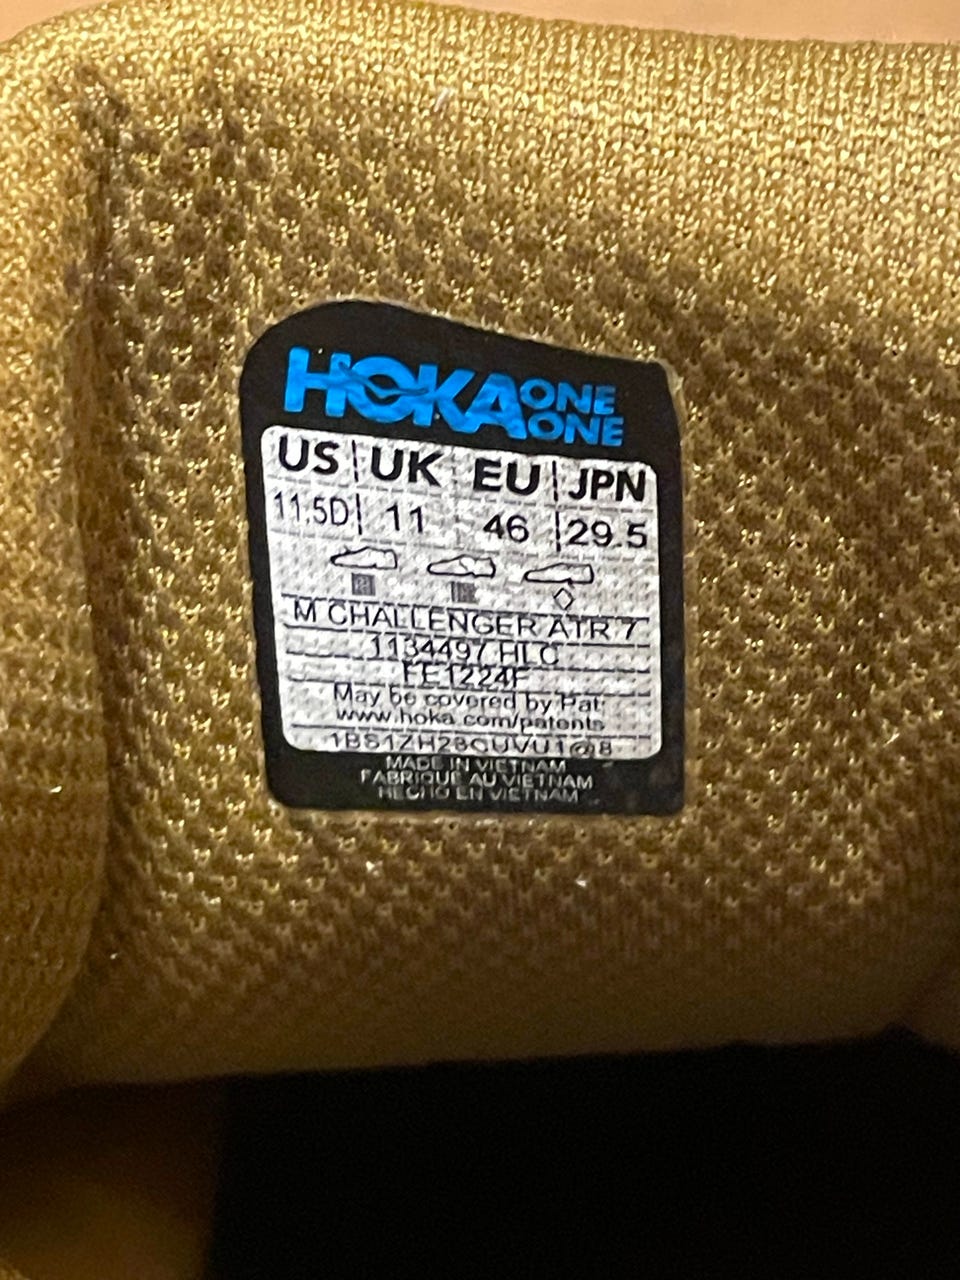 HOKA ONE ONE
US UK EU JPN
11.5D 11 46 29.5
M CHALLENGER ATR 7
1134497 HLC
FE1224F
May be covered by Pat:
www.hoka.com/patents
MADE IN VIETNAM
FABRIQUE AU VIETNAM
HECHO EN VIETNAM